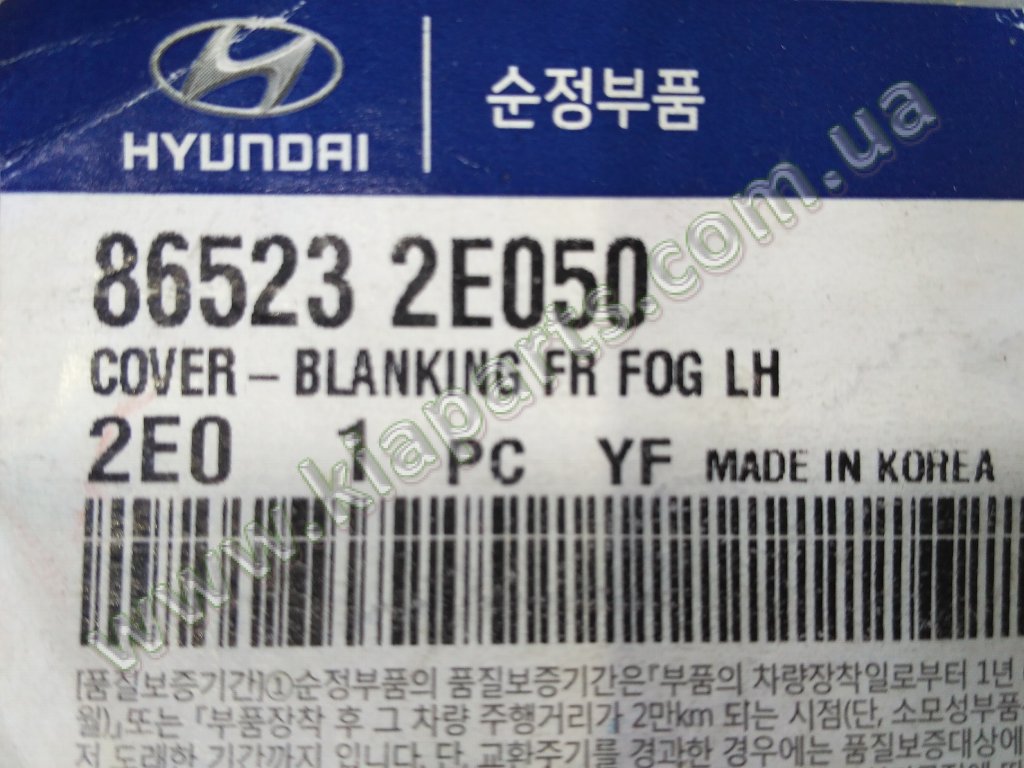 HYUNDAI
순정부품
86523 2E050
COVER - BLANKING FR FOG LH
2E0 1 PC YF MADE IN KOREA
www.klaparts.com.ua
[품질보증기간]①순정부품의 품질보증기간은「부품의 차량장착일로부터 1년
월)」또는 「부품장착 후 그 차량 주행거리가 2만km 되는 시점(단, 소모성부품
저 도래한 기간까지 입니다. 단, 교환주기를 경과한 경우에는 품질보증대상에